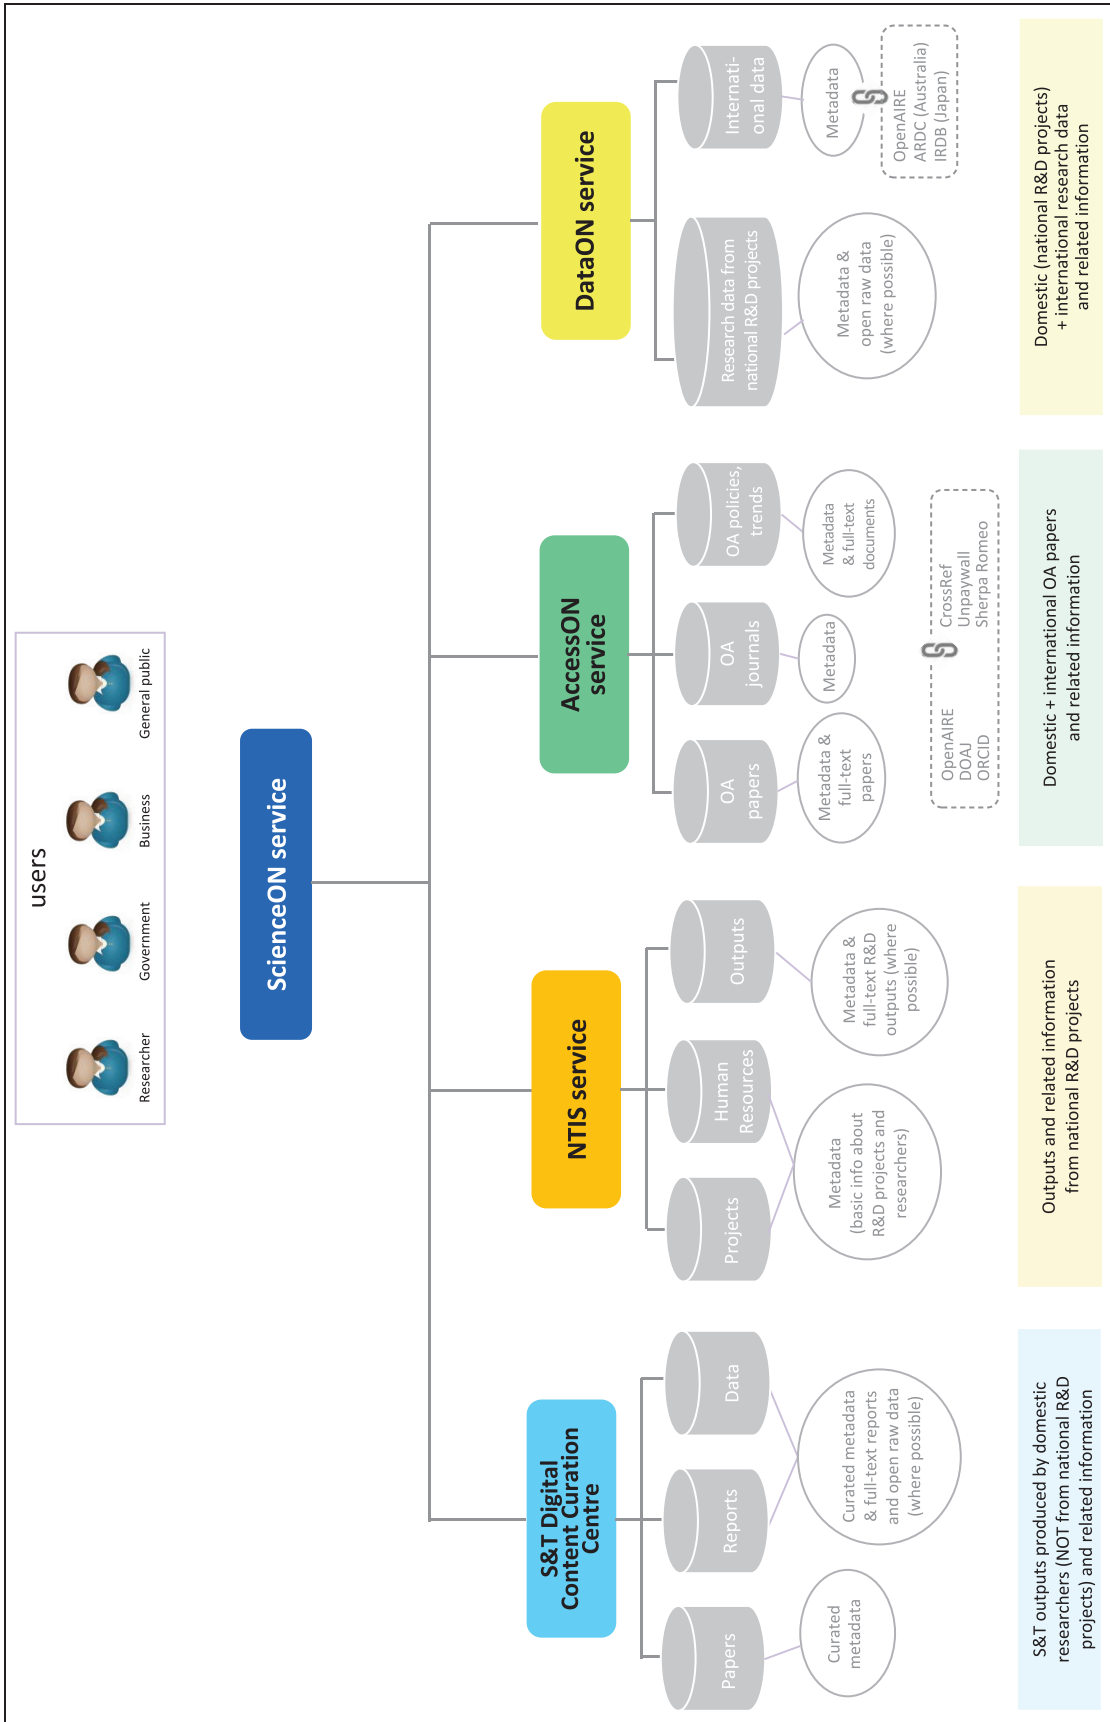 users
Researcher
Government
Business
General public
ScienceON service
S&T Digital
Content Curation
Centre
Papers
Reports
Data
Curated
metadata
Curated metadata
& full-text reports
and open raw data
(where possible)
S&T outputs produced by domestic
researchers (NOT from national R&D
projects) and related information
NTIS service
Projects
Human
Resources
Outputs
Metadata
(basic info about
R&D projects and
researchers)
Metadata &
full-text R&D
outputs (where
possible)
Outputs and related information
from national R&D projects
AccessON
service
OA
papers
OA
journals
OA policies,
trends
Metadata &
full-text
papers
Metadata
Metadata
& full-text
documents
OpenAIRE
DOAJ
ORCID
CrossRef
Unpaywall
Sherpa Romeo
Domestic + international OA papers
and related information
DataON service
Research data from
national R&D projects
Internati-
onal data
Metadata &
open raw data
(where possible)
Metadata
OpenAIRE
ARDC (Australia)
IRDB (Japan)
Domestic (national R&D projects)
+ international research data
and related information